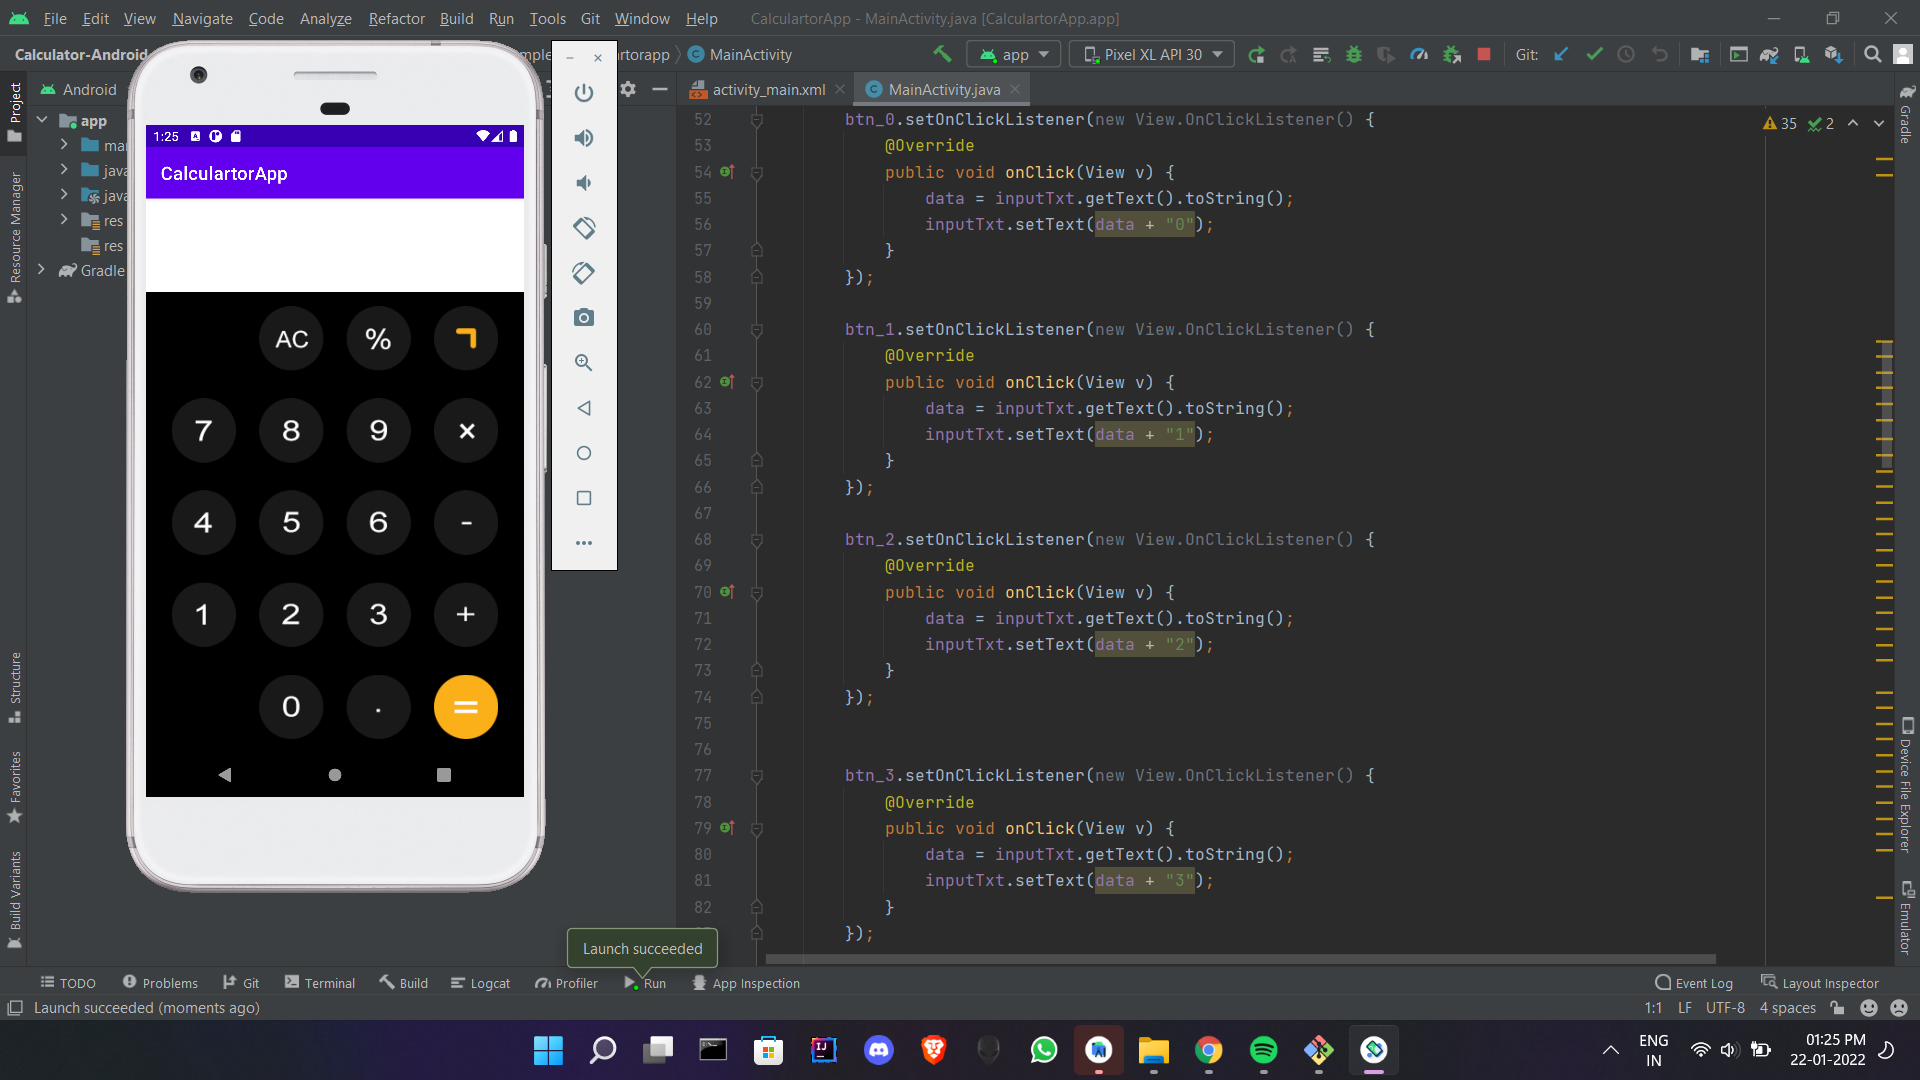 File Edit View Navigate Code Analyze Refactor Build Run Tools Git Window Help CalculartorApp - MainActivity.java [CalculartorApp.app]
Calculator-Android
artorapp MainActivity app Pixel XL API 30 Git:
Android
activity_main.xml MainActivity.java
Project
Resource Manager
Structure
Favorites
Build Variants
app
java
java
res
res
Gradle
1:25
CalculartorApp
AC %
7 8 9 ×
4 5 6 -
1 2 3 +
0 . =
35 2
52 btn_0.setOnClickListener(new View.OnClickListener() {
53 @Override
54 public void onClick(View v) {
55 data = inputTxt.getText().toString();
56 inputTxt.setText(data + "0");
57 }
58 });
59
60 btn_1.setOnClickListener(new View.OnClickListener() {
61 @Override
62 public void onClick(View v) {
63 data = inputTxt.getText().toString();
64 inputTxt.setText(data + "1");
65 }
66 });
67
68 btn_2.setOnClickListener(new View.OnClickListener() {
69 @Override
70 public void onClick(View v) {
71 data = inputTxt.getText().toString();
72 inputTxt.setText(data + "2");
73 }
74 });
75
76
77 btn_3.setOnClickListener(new View.OnClickListener() {
78 @Override
79 public void onClick(View v) {
80 data = inputTxt.getText().toString();
81 inputTxt.setText(data + "3");
82 }
});
Gradle
Device File Explorer
Emulator
Launch succeeded
TODO Problems Git Terminal Build Logcat Profiler Run App Inspection Event Log Layout Inspector
Launch succeeded (moments ago) 1:1 LF UTF-8 4 spaces
ENG
IN
01:25 PM
22-01-2022